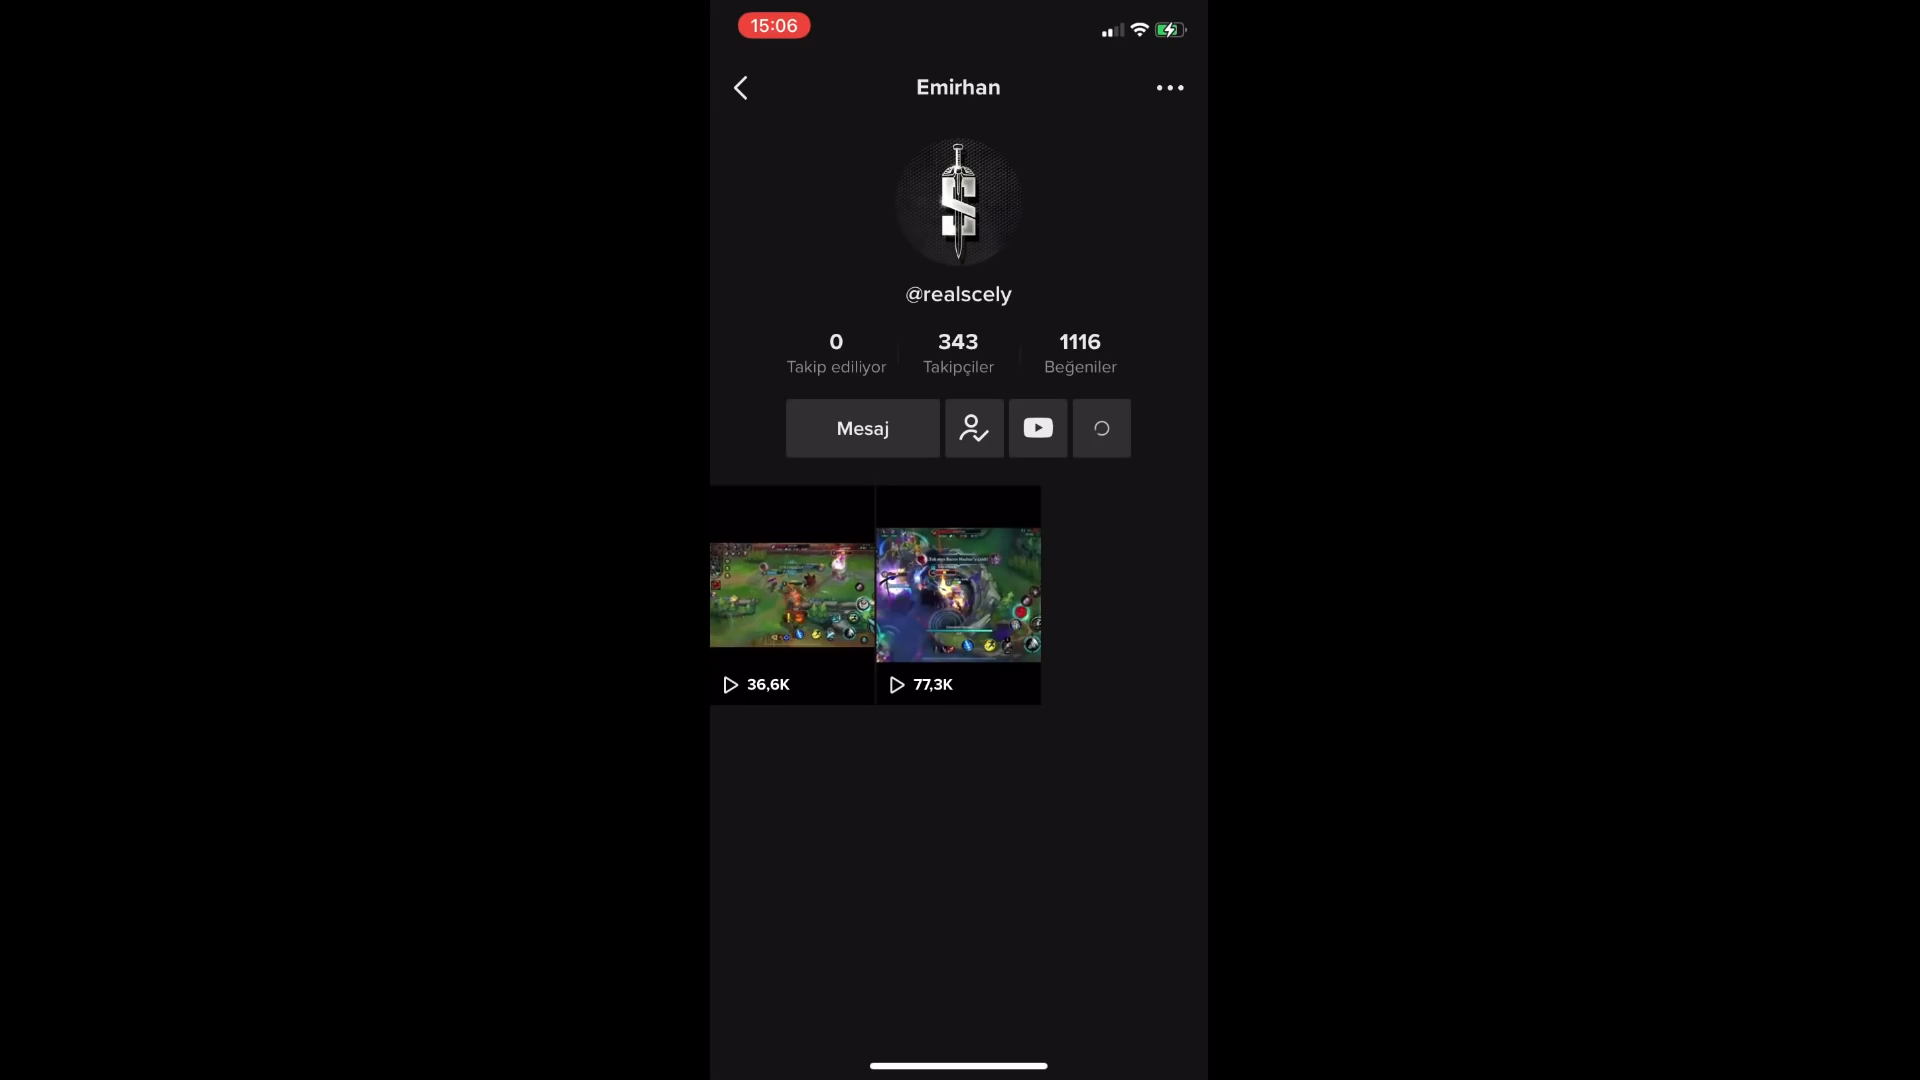 15:06
Emirhan
@realscely
0 343 1116
Takip ediliyor Takipçiler Beğeniler
Mesaj
36,6K 77,3K